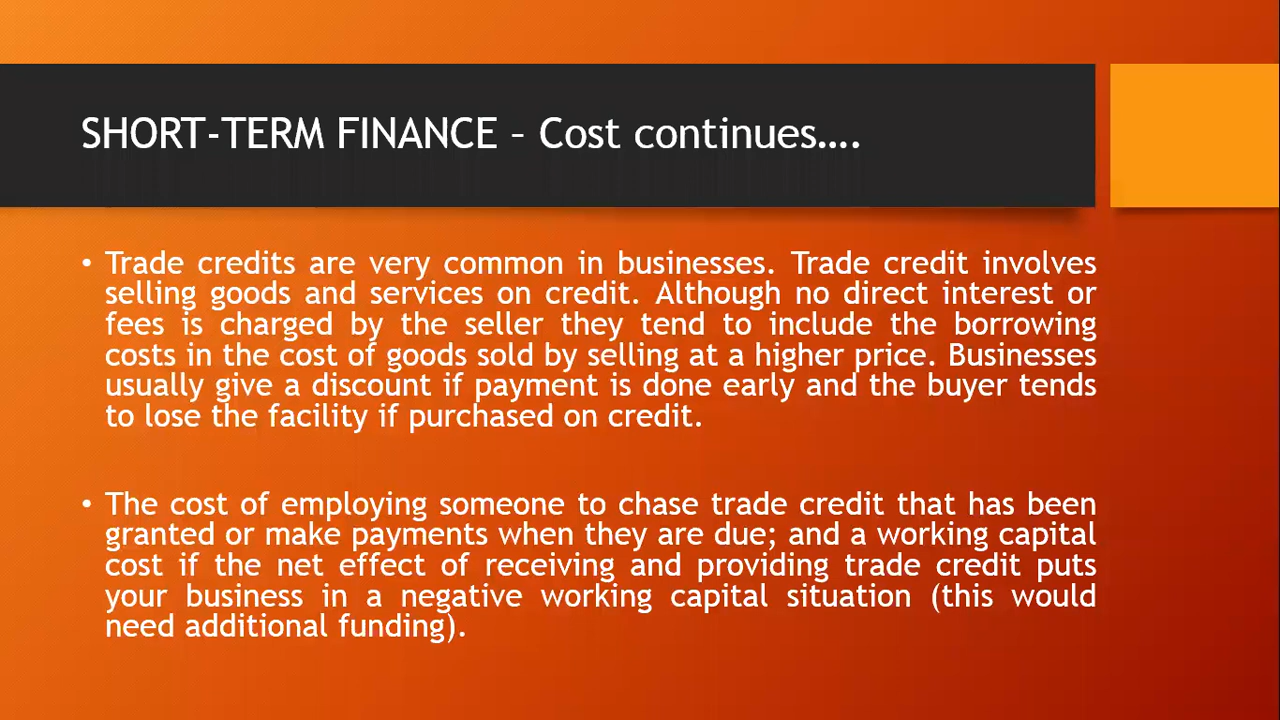 SHORT-TERM FINANCE – Cost continues….
• Trade credits are very common in businesses. Trade credit involves
selling goods and services on credit. Although no direct interest or
fees is charged by the seller they tend to include the borrowing
costs in the cost of goods sold by selling at a higher price. Businesses
usually give a discount if payment is done early and the buyer tends
to lose the facility if purchased on credit.
• The cost of employing someone to chase trade credit that has been
granted or make payments when they are due; and a working capital
cost if the net effect of receiving and providing trade credit puts
your business in a negative working capital situation (this would
need additional funding).